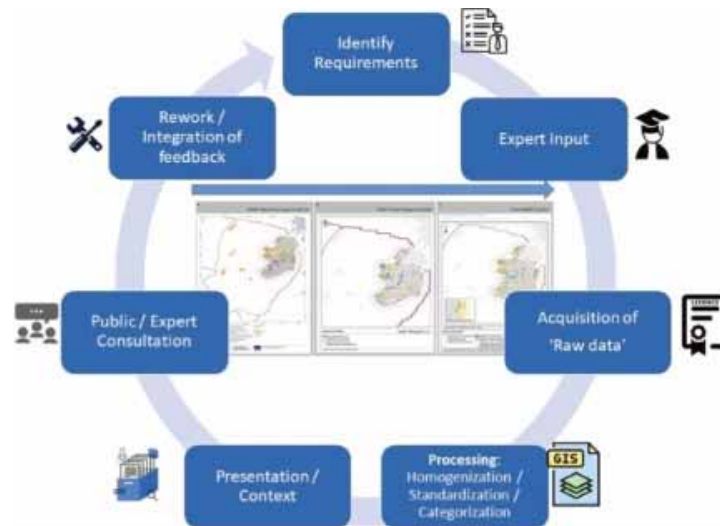 Identify
Requirements
Expert Input
Acquisition of
'Raw data'
LICENCE
Processing:
Homogenization /
Standardization /
Categorization
GIS
Presentation /
Context
Public / Expert
Consultation
Rework /
Integration of
feedback